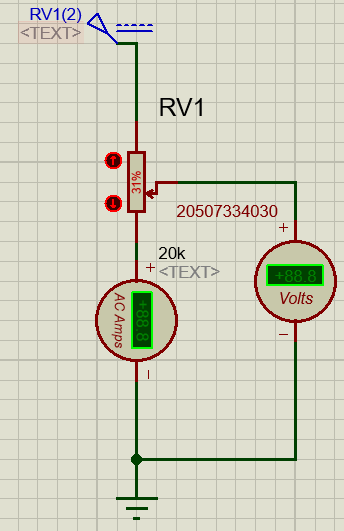 RV1(2)
<TEXT>
RV1
31%
20507334030
20k
<TEXT>
+
+
+88.8
Volts
AC Amps
+88.8